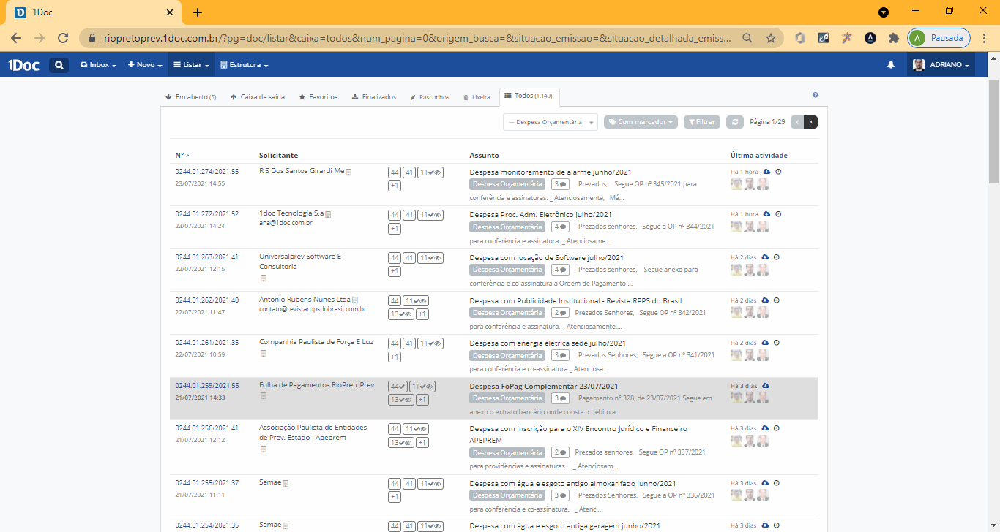 1Doc
riopretoprev.1doc.com.br/?pg=doc/listar&caixa=todos&num_pagina=0&origem_busca=&situacao_emissao=&situacao_detalhada_emiss...
A Pausada
1Doc Inbox Novo Listar Estrutura ADRIANO
Em aberto (5) Caixa de saída Favoritos Finalizados Rascunhos Lixeira Todos (1.149)
--- Despesa Orçamentária Com marcador Filtrar Página 1/29
Nº Solicitante Assunto Última atividade
0244.01.274/2021.55 R S Dos Santos Girardi Me 44 41 11 Despesa monitoramento de alarme junho/2021 Há 1 hora
23/07/2021 14:55 +1 Despesa Orçamentária 3 Prezados, Segue OP nº 345/2021 para
conferência e assinaturas. _ Atenciosamente, Má...
0244.01.272/2021.52 1doc Tecnologia S.a 44 41 11 Despesa Proc. Adm. Eletrônico julho/2021 Há 1 hora
23/07/2021 14:24 ana@1doc.com.br +1 Despesa Orçamentária 4 Prezados senhores, Segue a OP nº 344/2021
para conferência e assinatura. _ Atenciosame...
0244.01.263/2021.41 Universalprev Software E 44 41 11 Despesa com locação de Software julho/2021 Há 2 dias
22/07/2021 12:15 Consultoria +1 Despesa Orçamentária 4 Prezados senhores, Segue anexo para
conferência e co-assinatura a Ordem de Pagamento ...
0244.01.262/2021.40 Antonio Rubens Nunes Ltda 44 11 Despesa com Publicidade Institucional - Revista RPPS do Brasil Há 2 dias
22/07/2021 11:47 contato@revistarppsdobrasil.com.br 13 +1 Despesa Orçamentária 2 Prezados Senhores, Segue OP nº 342/2021
para conferência e assinatura. _ Atenciosamente,...
0244.01.261/2021.35 Companhia Paulista de Força E Luz 44 41 11 Despesa com energia elétrica sede julho/2021 Há 2 dias
22/07/2021 10:59 +1 Despesa Orçamentária 3 Prezados Senhores, Segue a OP nº 341/2021
para conferência e co-assinatura _ Atenciosa...
0244.01.259/2021.55 Folha de Pagamentos RioPretoPrev 44 11 Despesa FoPag Complementar 23/07/2021 Há 3 dias
21/07/2021 14:33 13 +1 Despesa Orçamentária 3 Pagamento nº 328, de 23/07/2021 Segue em
anexo o extrato bancário onde consta o débito a...
0244.01.256/2021.41 Associação Paulista de Entidades 44 11 Despesa com inscrição para o XIV Encontro Jurídico e Financeiro Há 3 dias
21/07/2021 12:12 de Prev. Estado - Apeprem 13 +1 APEPREM
Despesa Orçamentária 2 Prezados senhores, Segue OP nº 337/2021
para providências e assinaturas. _ Atenciosam...
0244.01.255/2021.37 Semae 44 41 11 Despesa com água e esgoto antigo almoxarifado junho/2021 Há 3 dias
21/07/2021 11:11 +1 Despesa Orçamentária 3 Prezados Senhores, Segue a OP nº 336/2021
para conferência e co-assinatura. _ Atenci...
0244.01.254/2021.35 Semae 44 41 11 Despesa com água e esgoto antiga garagem junho/2021 Há 3 dias